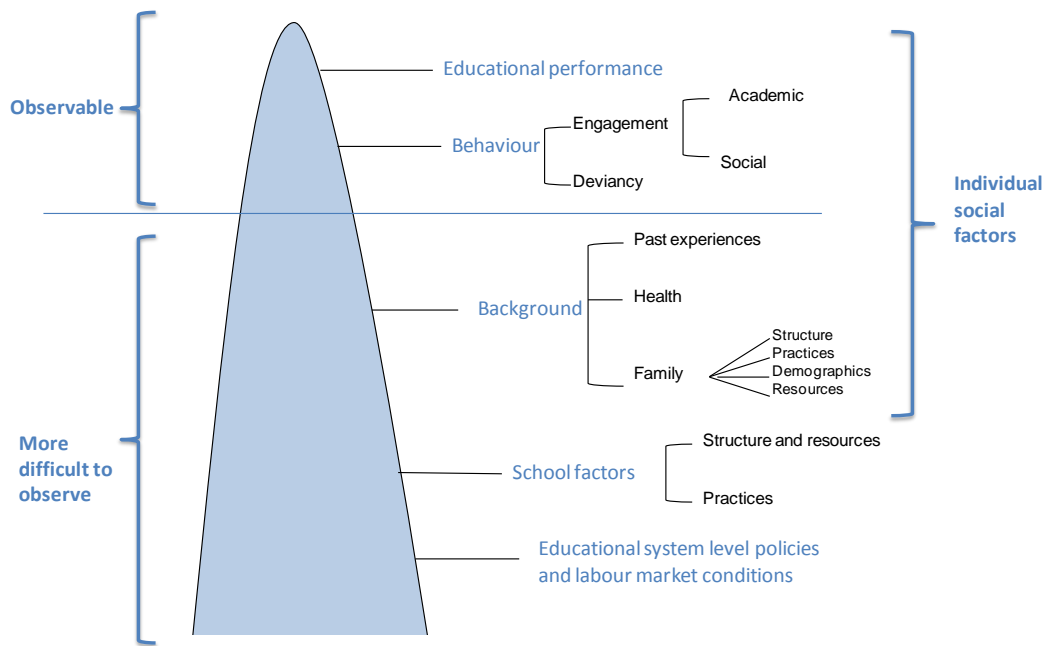 Educational performance
Observable
Academic
Engagement
Behaviour
Social
Deviancy
Individual
social
factors
Past experiences
Health
Background
Structure
Practices
Family
Demographics
Resources
More
difficult to
observe
Structure and resources
School factors
Practices
Educational system level policies
and labour market conditions